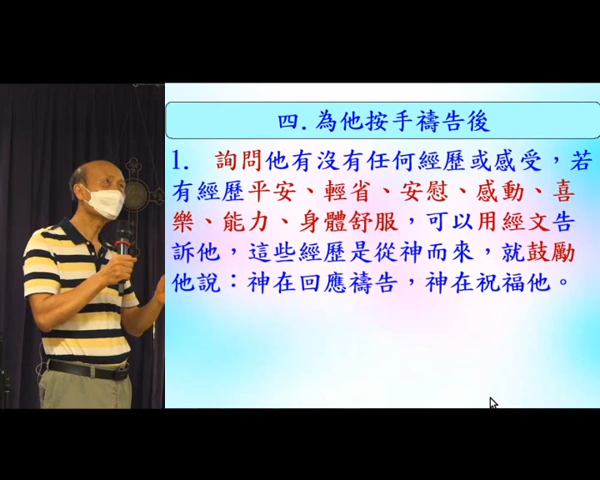 四.為他按手禱告後
1. 詢問他有沒有任何經歷或感受，若
有經歷平安、輕省、安慰、感動、喜
樂、能力、身體舒服，可以用經文告
訴他，這些經歷是從神而來，就鼓勵
他說：神在回應禱告，神在祝福他。